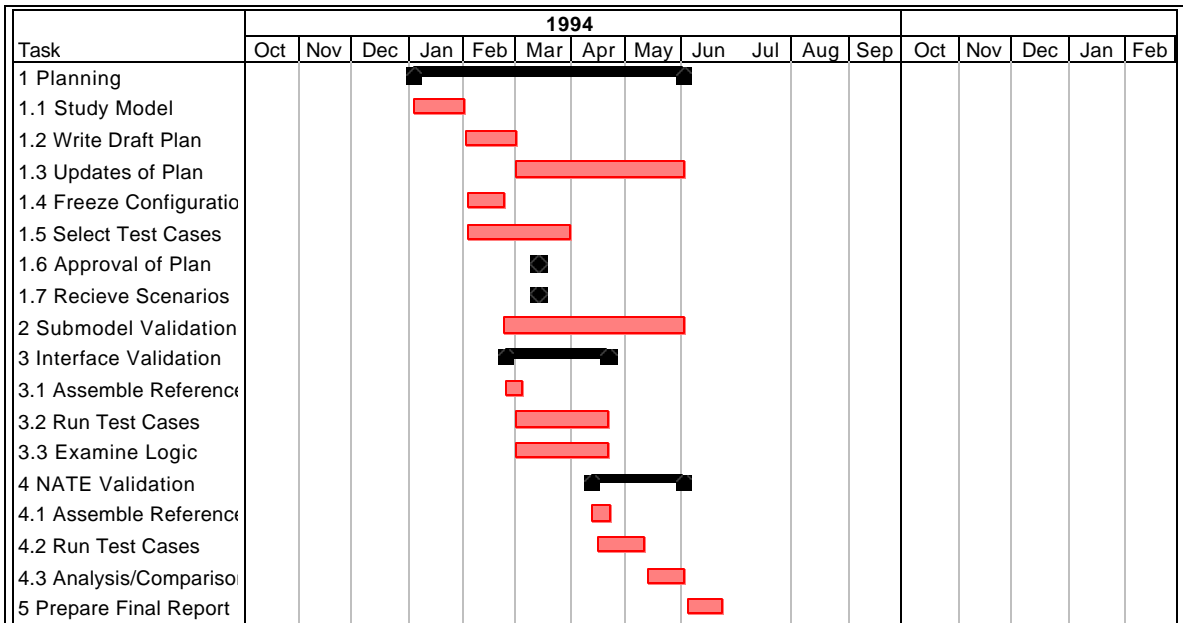 1994
Task Oct Nov Dec Jan Feb Mar Apr May Jun Jul Aug Sep Oct Nov Dec Jan Feb
1 Planning
1.1 Study Model
1.2 Write Draft Plan
1.3 Updates of Plan
1.4 Freeze Configuratio
1.5 Select Test Cases
1.6 Approval of Plan
1.7 Recieve Scenarios
2 Submodel Validation
3 Interface Validation
3.1 Assemble Reference
3.2 Run Test Cases
3.3 Examine Logic
4 NATE Validation
4.1 Assemble Reference
4.2 Run Test Cases
4.3 Analysis/Compariso
5 Prepare Final Report